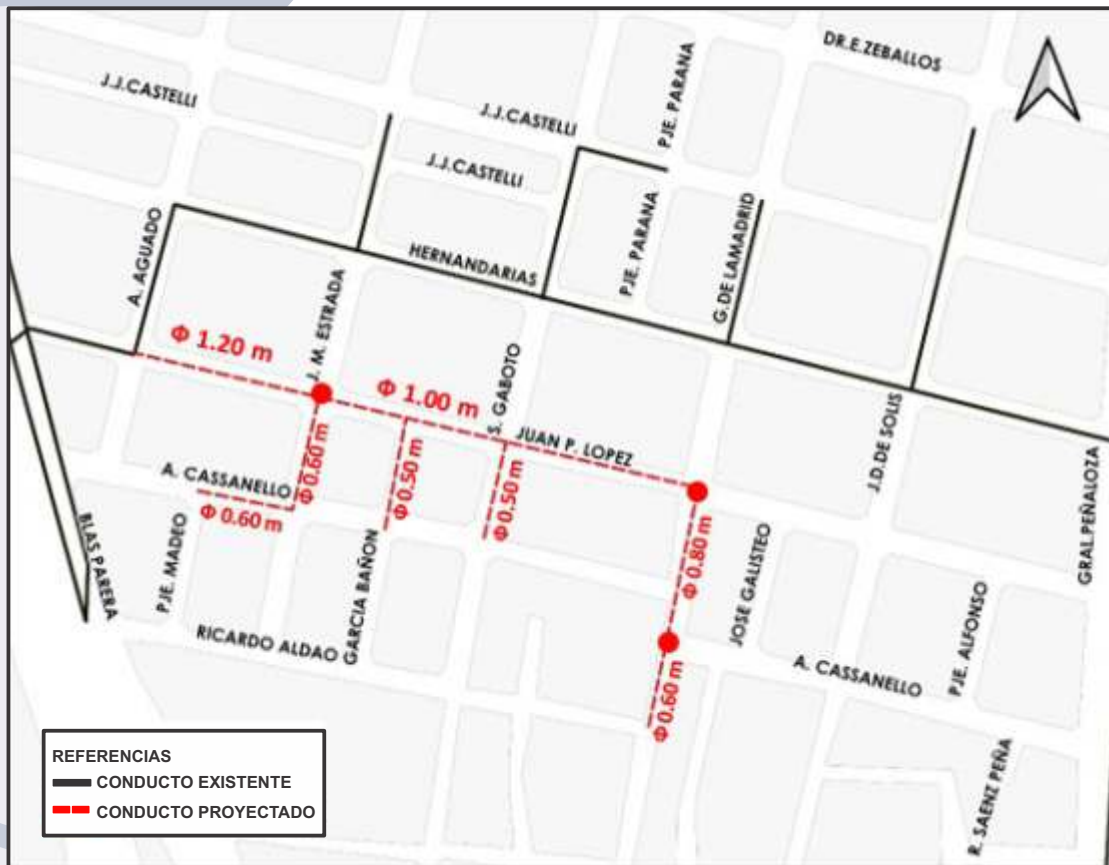 DR.E.ZEBALLOS
PJE. PARANA
J.J.CASTELLI
J.J.CASTELLI
J.J.CASTELLI
A. AGUADO
PJE. PARANA
G.DE LAMADRID
HERNANDARIAS
J. M. ESTRADA
Φ 1.20 m
Φ 1.00 m
S. GABOTO
JUAN P. LOPEZ
J.D.DE SOLIS
GRAL.PEÑALOZA
A. CASSANELLO
Φ 0.60 m
Φ 0.60 m
Φ 0.50 m
Φ 0.50 m
Φ 0.80 m
BLAS PARERA
PJE. MADEO
GARCIA BAÑON
JOSE GALISTEO
PJE. ALFONSO
RICARDO ALDAO
A. CASSANELLO
Φ 0.60 m
R. SAENZ PEÑA
REFERENCIAS
CONDUCTO EXISTENTE
CONDUCTO PROYECTADO